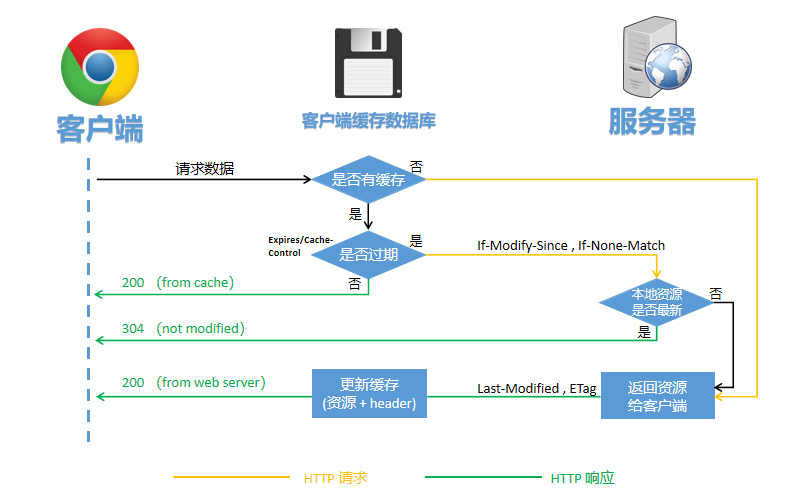 客户端
客户端缓存数据库
服务器
请求数据
是否有缓存
否
是
Expires/Cache-
Control
是否过期
是
If-Modify-Since , If-None-Match
否
200 （from cache）
本地资源
是否最新
否
304 （not modified）
是
200 （from web server）
更新缓存
(资源 + header)
Last-Modified , ETag
返回资源
给客户端
HTTP 请求
HTTP 响应